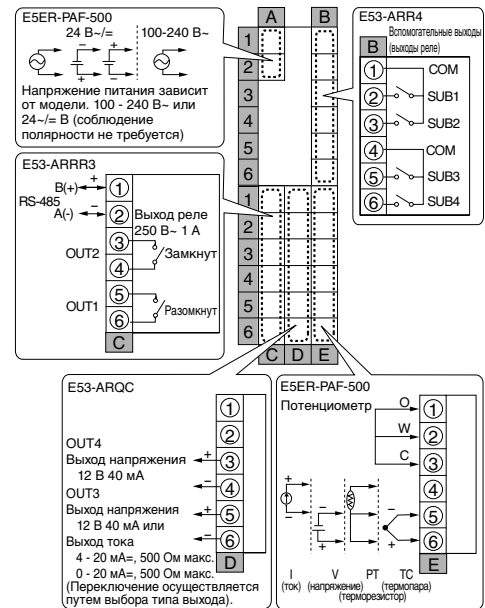 E5ER-PAF-500
24 В~/=
100-240 В~
Напряжение питания зависит
от модели. 100 - 240 В~ или
24~/= В (соблюдение
полярности не требуется)
A
B
1
2
3
4
5
6
1
2
3
4
5
6
C D E
E53-ARR4
Вспомогательные выходы
(выходы реле)
B
1 COM
2 SUB1
3 SUB2
4 COM
5 SUB3
6 SUB4
E53-ARRR3
RS-485
B(+) + 1
A(-) - 2
Выход реле
250 В~ 1 А
OUT2
3
4
Замкнут
OUT1
5
6
Разомкнут
C
E53-ARQC
1
2
OUT4
Выход напряжения + 3
12 В 40 мА
- 4
OUT3
Выход напряжения + 5
12 В 40 мА или
Выход тока - 6
4 - 20 мА=, 500 Ом макс.
0 - 20 мА=, 500 Ом макс.
D
(Переключение осуществляется
путем выбора типа выхода).
E5ER-PAF-500
Потенциометр
O 1
W 2
C 3
4
5
6
E
+
-
+
-
-
+
I V PT TC
(ток) (напряжение) (термопара)
(терморезистор)